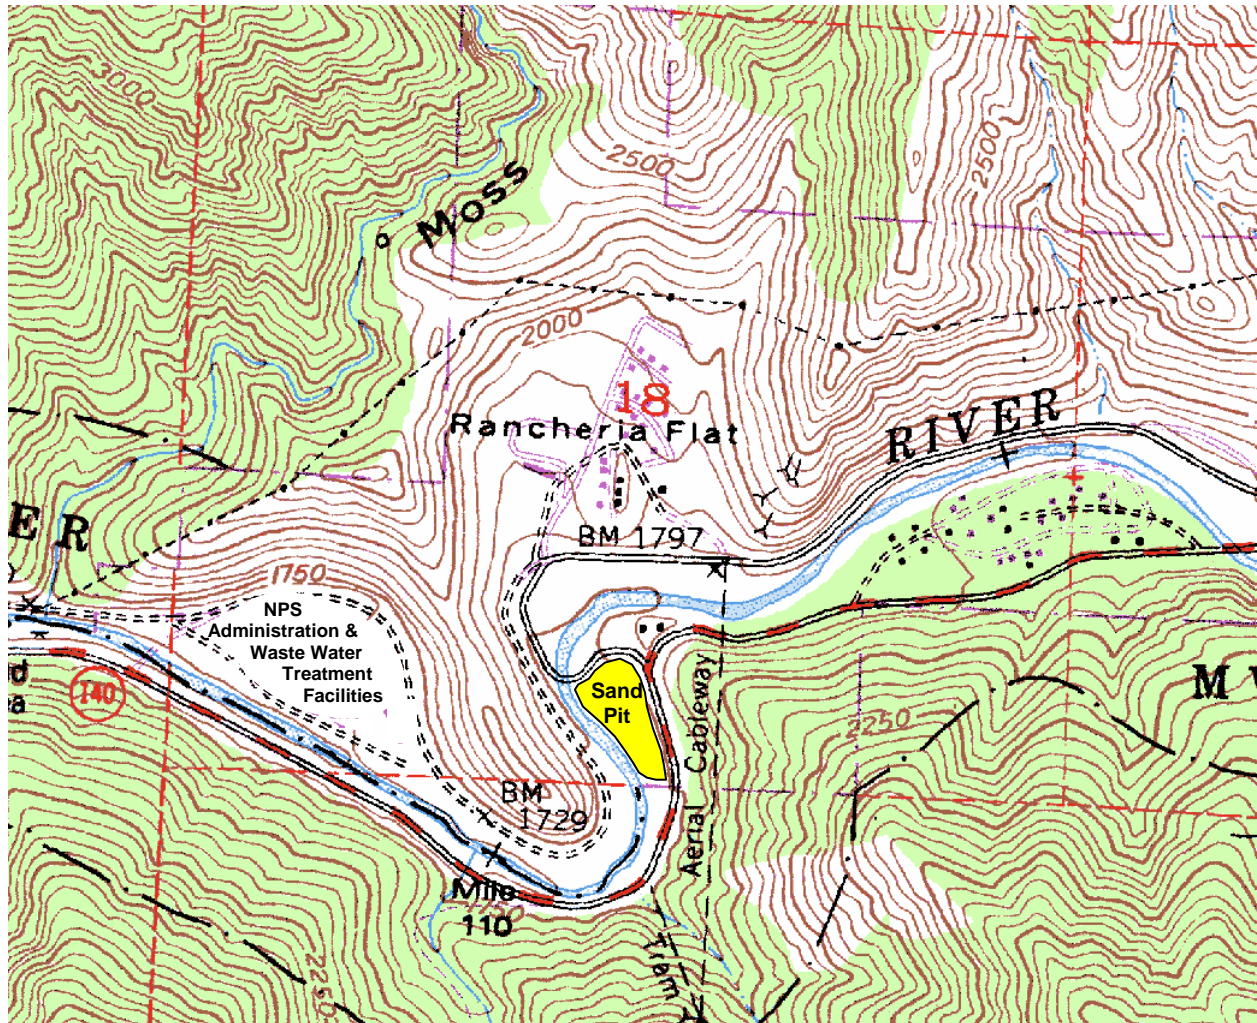 3000
Moss
2500
2500
2000
18
Rancheria Flat
RIVER
BM 1797
ER
1750
NPS
Administration &
Waste Water
Treatment
Facilities
140
d
a
Sand
Pit
Aerial Cableway
2250
M
BM
1729
Mile
110
Tram